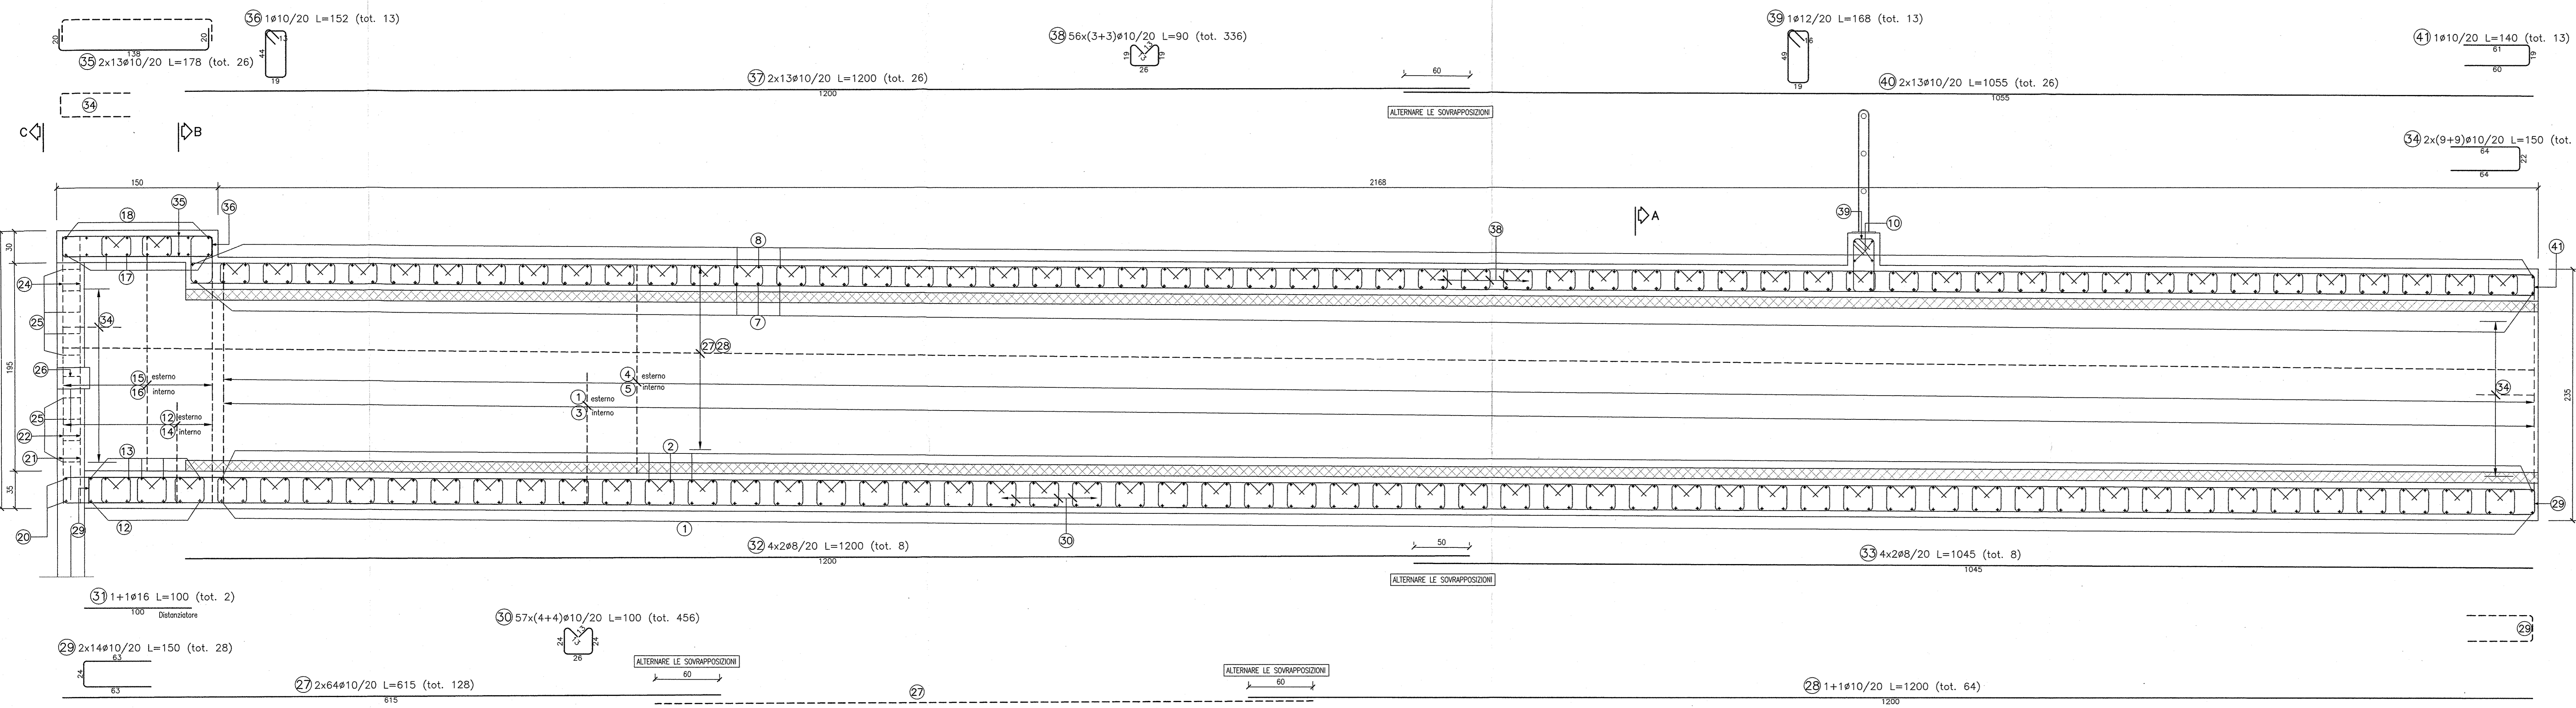 36 1ø10/20 L=152 (tot. 13)
13
44
19
20
20
138
35 2x13ø10/20 L=178 (tot. 26)
38 56x(3+3)ø10/20 L=90 (tot. 336)
13
13
19
19
26
39 1ø12/20 L=168 (tot. 13)
16
49
19
41 1ø10/20 L=140 (tot. 13)
61
19
60
37 2x13ø10/20 L=1200 (tot. 26)
1200
60
40 2x13ø10/20 L=1055 (tot. 26)
1055
34
ALTERNARE LE SOVRAPPOSIZIONI
C
B
34 2x(9+9)ø10/20 L=150 (tot.
64
22
64
150
2168
35
36
18
A
39
10
38
8
30
17
41
24
25
34
7
27 28
195
26
15 esterno
16 interno
4 esterno
5 interno
1 esterno
3 interno
12 esterno
14 interno
34
235
25
22
21
13
2
35
20
29
12
1
30
29
32 4x2ø8/20 L=1200 (tot. 8)
1200
50
33 4x2ø8/20 L=1045 (tot. 8)
1045
ALTERNARE LE SOVRAPPOSIZIONI
31 1+1ø16 L=100 (tot. 2)
100
Distanziatore
30 57x(4+4)ø10/20 L=100 (tot. 456)
13
13
24
24
26
29
29 2x14ø10/20 L=150 (tot. 28)
63
24
63
ALTERNARE LE SOVRAPPOSIZIONI
60
ALTERNARE LE SOVRAPPOSIZIONI
60
27 2x64ø10/20 L=615 (tot. 128)
615
27
28 1+1ø10/20 L=1200 (tot. 64)
1200